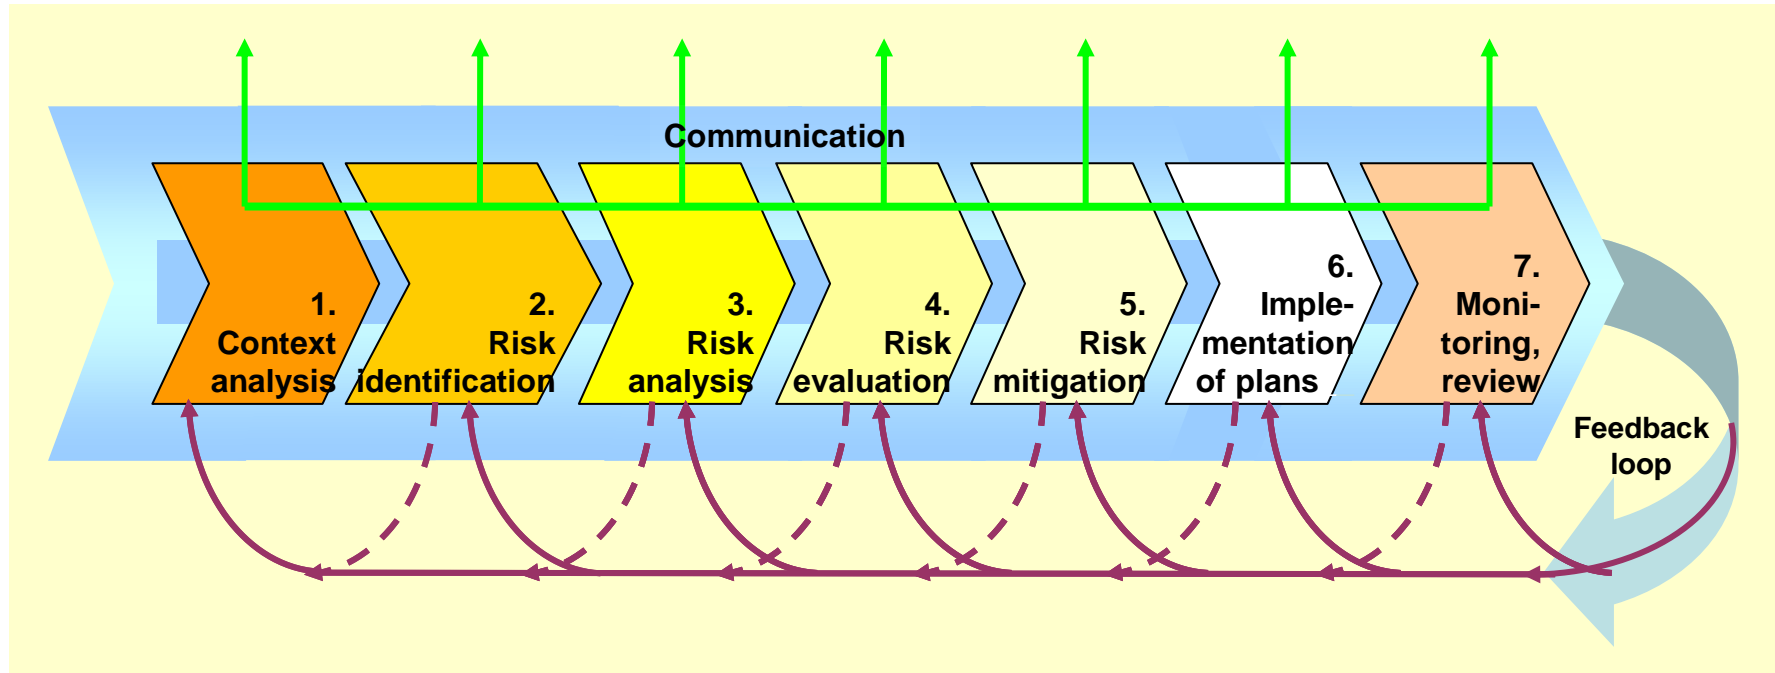 Communication
1.
Context
analysis
2.
Risk
identification
3.
Risk
analysis
4.
Risk
evaluation
5.
Risk
mitigation
6.
Imple-
mentation
of plans
7.
Moni-
toring,
review
Feedback
loop